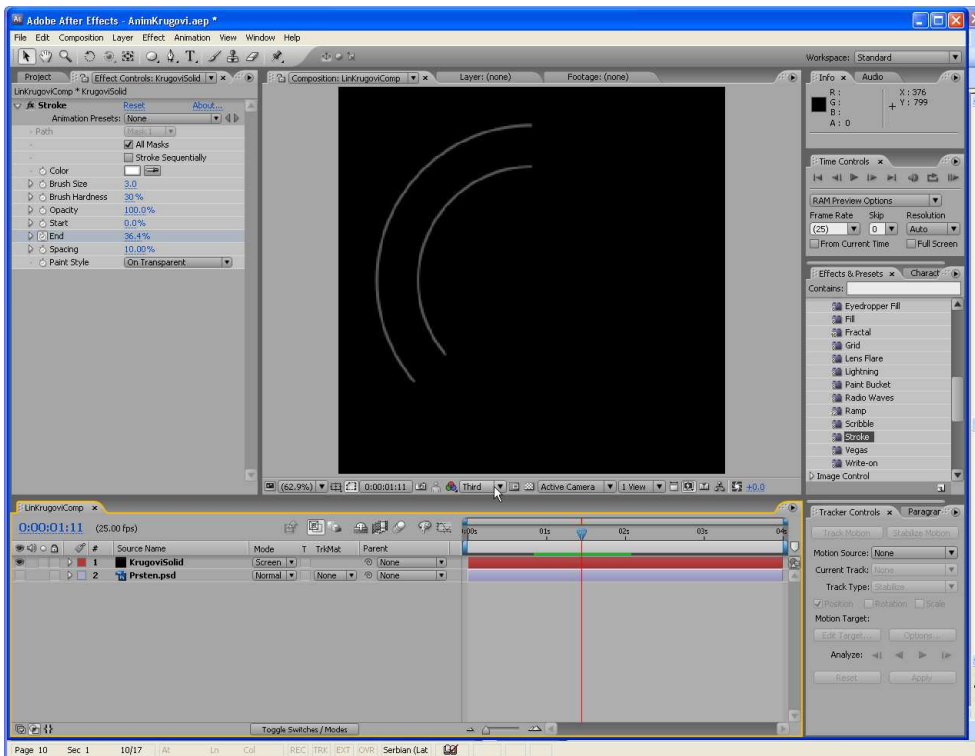 Adobe After Effects - AnimKrugovi.aep *
File Edit Composition Layer Effect Animation View Window Help
Workspace: Standard
Project Effect Controls: KrugoviSolid
LinKrugoviComp * KrugoviSolid
fx Stroke Reset About...
Animation Presets: None
Path Mask 1
All Masks
Stroke Sequentially
Color
Brush Size 3.0
Brush Hardness 30%
Opacity 100.0%
Start 0.0%
End 36.4%
Spacing 10.00%
Paint Style On Transparent
Composition: LinKrugoviComp Layer: (none) Footage: (none)
(62.9%) 0:00:01:11 Third Active Camera 1 View +0.0
Info Audio
R: X: 376
G: Y: 799
B:
A: 0
Time Controls
RAM Preview Options
Frame Rate Skip Resolution
(25) 0 Auto
From Current Time Full Screen
Effects & Presets Charact
Contains:
Eyedropper Fill
Fill
Fractal
Grid
Lens Flare
Lightning
Paint Bucket
Radio Waves
Ramp
Scribble
Stroke
Vegas
Write-on
Image Control
LinKrugoviComp
0:00:01:11 (25.00 fps)
00s 01s 02s 03s 04s
# Source Name Mode T TrkMat Parent
1 KrugoviSolid Screen None
2 Prsten.psd Normal None None
Toggle Switches / Modes
Tracker Controls Paragrar
Track Motion Stabilize Motion
Motion Source: None
Current Track: None
Track Type: Stabilize
Position Rotation Scale
Motion Target:
Edit Target... Options...
Analyze:
Reset Apply
Page 10 Sec 1 10/17 At Ln Col REC TRK EXT OVR Serbian (Lat